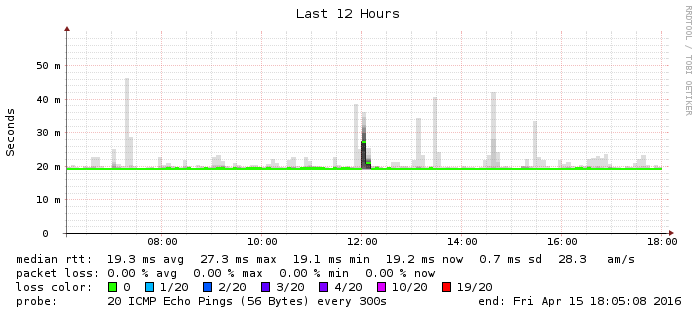 Last 12 Hours
RRDTOOL / TOBI OETIKER
Seconds
50 m
40 m
30 m
20 m
10 m
0
08:00 10:00 12:00 14:00 16:00 18:00
median rtt: 19.3 ms avg 27.3 ms max 19.1 ms min 19.2 ms now 0.7 ms sd 28.3 am/s
packet loss: 0.00 % avg 0.00 % max 0.00 % min 0.00 % now
loss color: 0 1/20 2/20 3/20 4/20 10/20 19/20
probe: 20 ICMP Echo Pings (56 Bytes) every 300s end: Fri Apr 15 18:05:08 2016